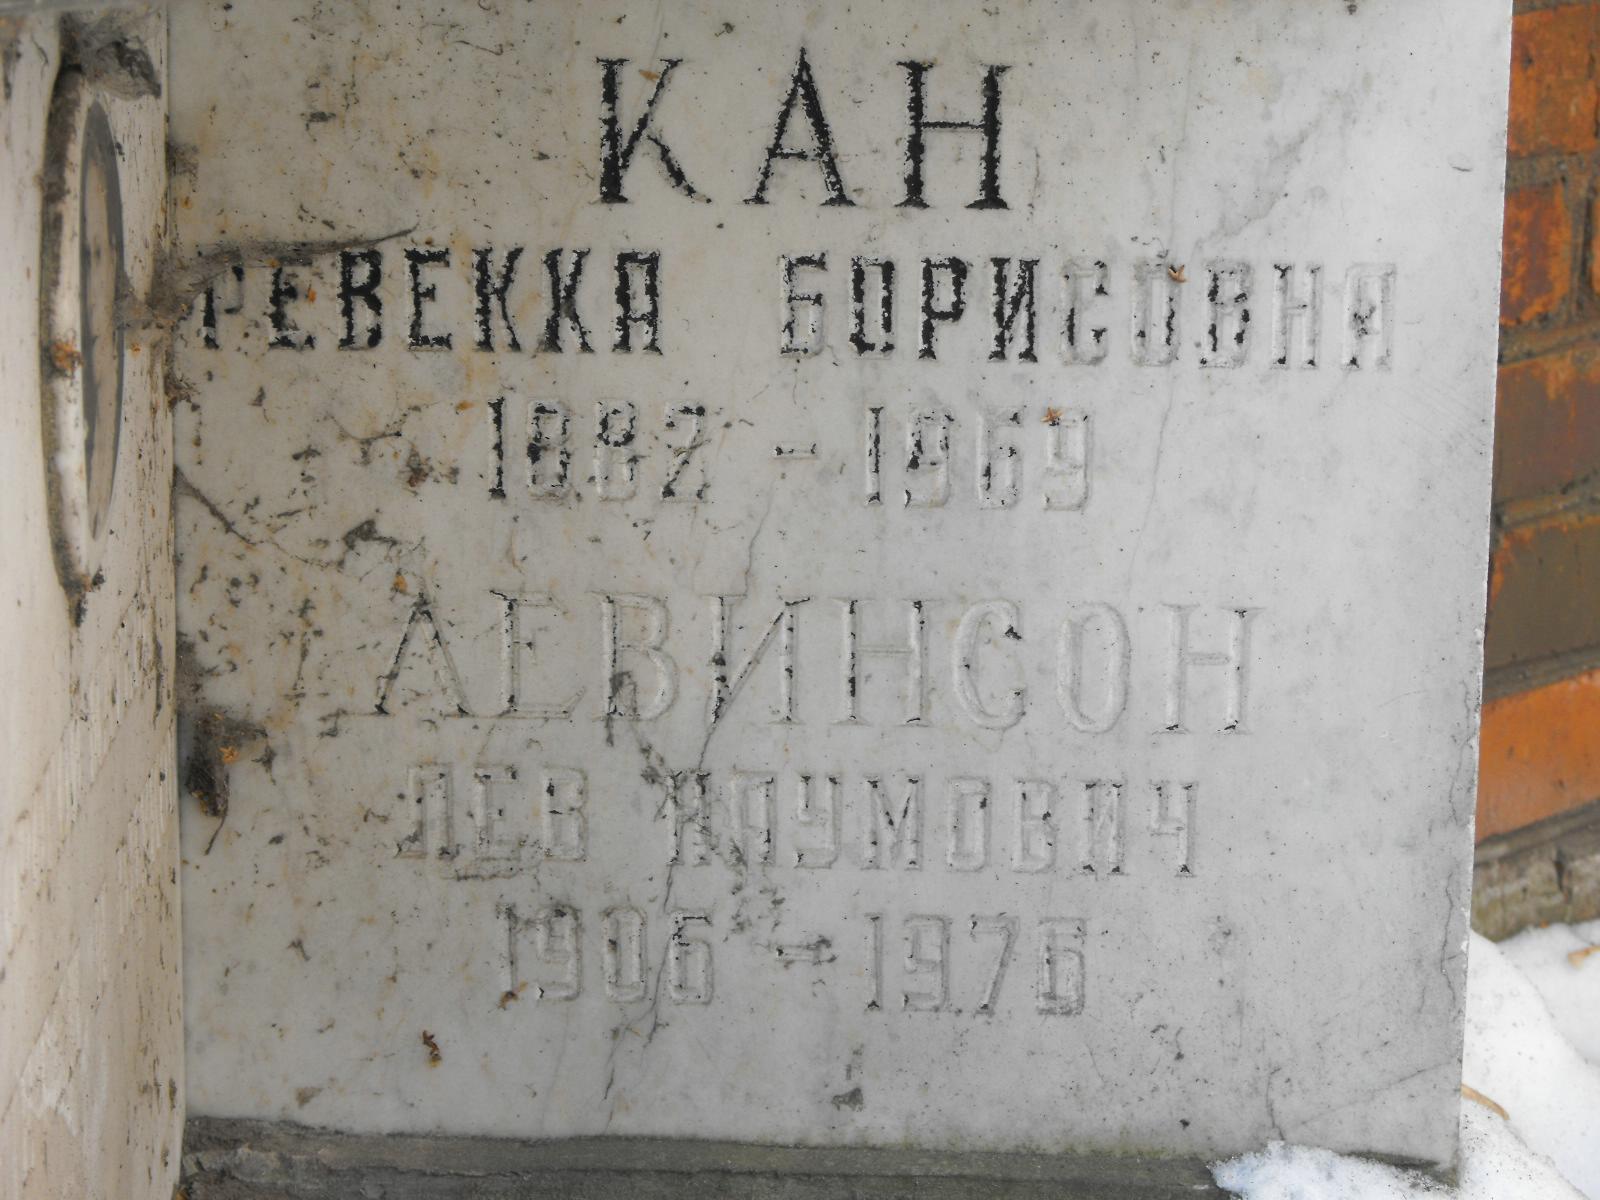 КАН
РЕВЕККА БОРИСОВНА
1882 - 1969
ЛЕВИНСОН
ЛЕВ НАУМОВИЧ
1906 - 1976